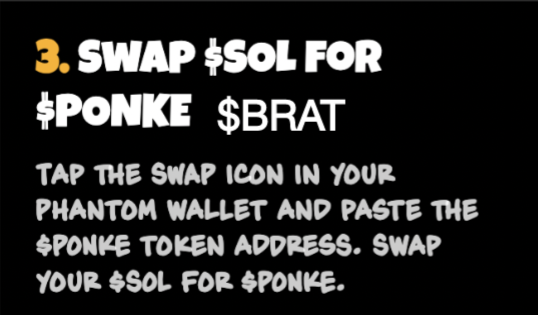 3. SWAP $SOL FOR
$PONKE $BRAT
TAP THE SWAP ICON IN YOUR
PHANTOM WALLET AND PASTE THE
$PONKE TOKEN ADDRESS. SWAP
YOUR $SOL FOR $PONKE.